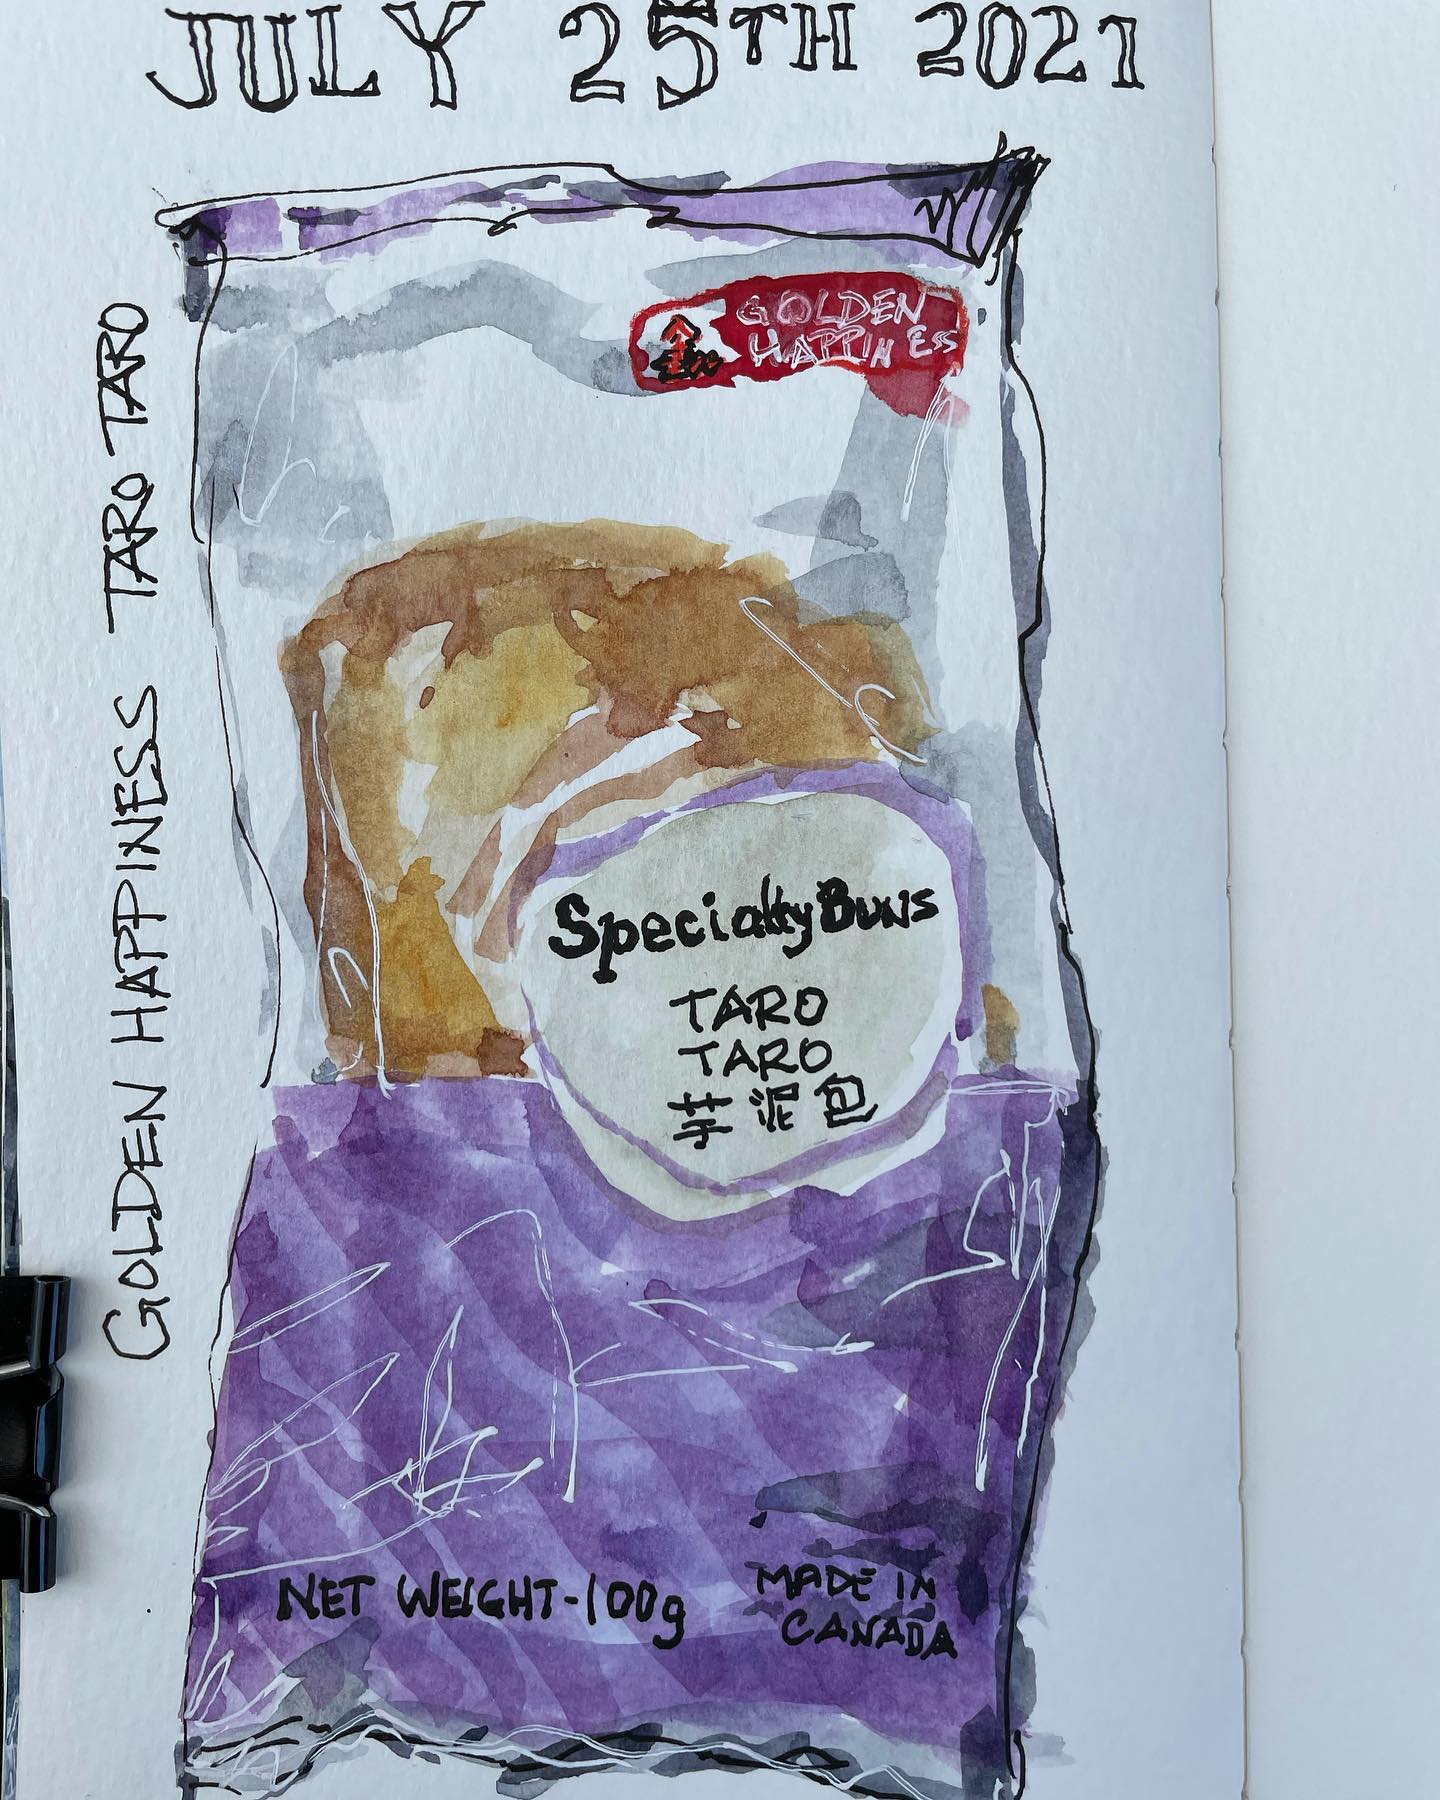 JULY 25TH 2021
GOLDEN HAPPINESS TARO TARO
GOLDEN
HAPPINESS
Specialty Buns
TARO
TARO
芋泥包
NET WEIGHT-100g
MADE IN
CANADA